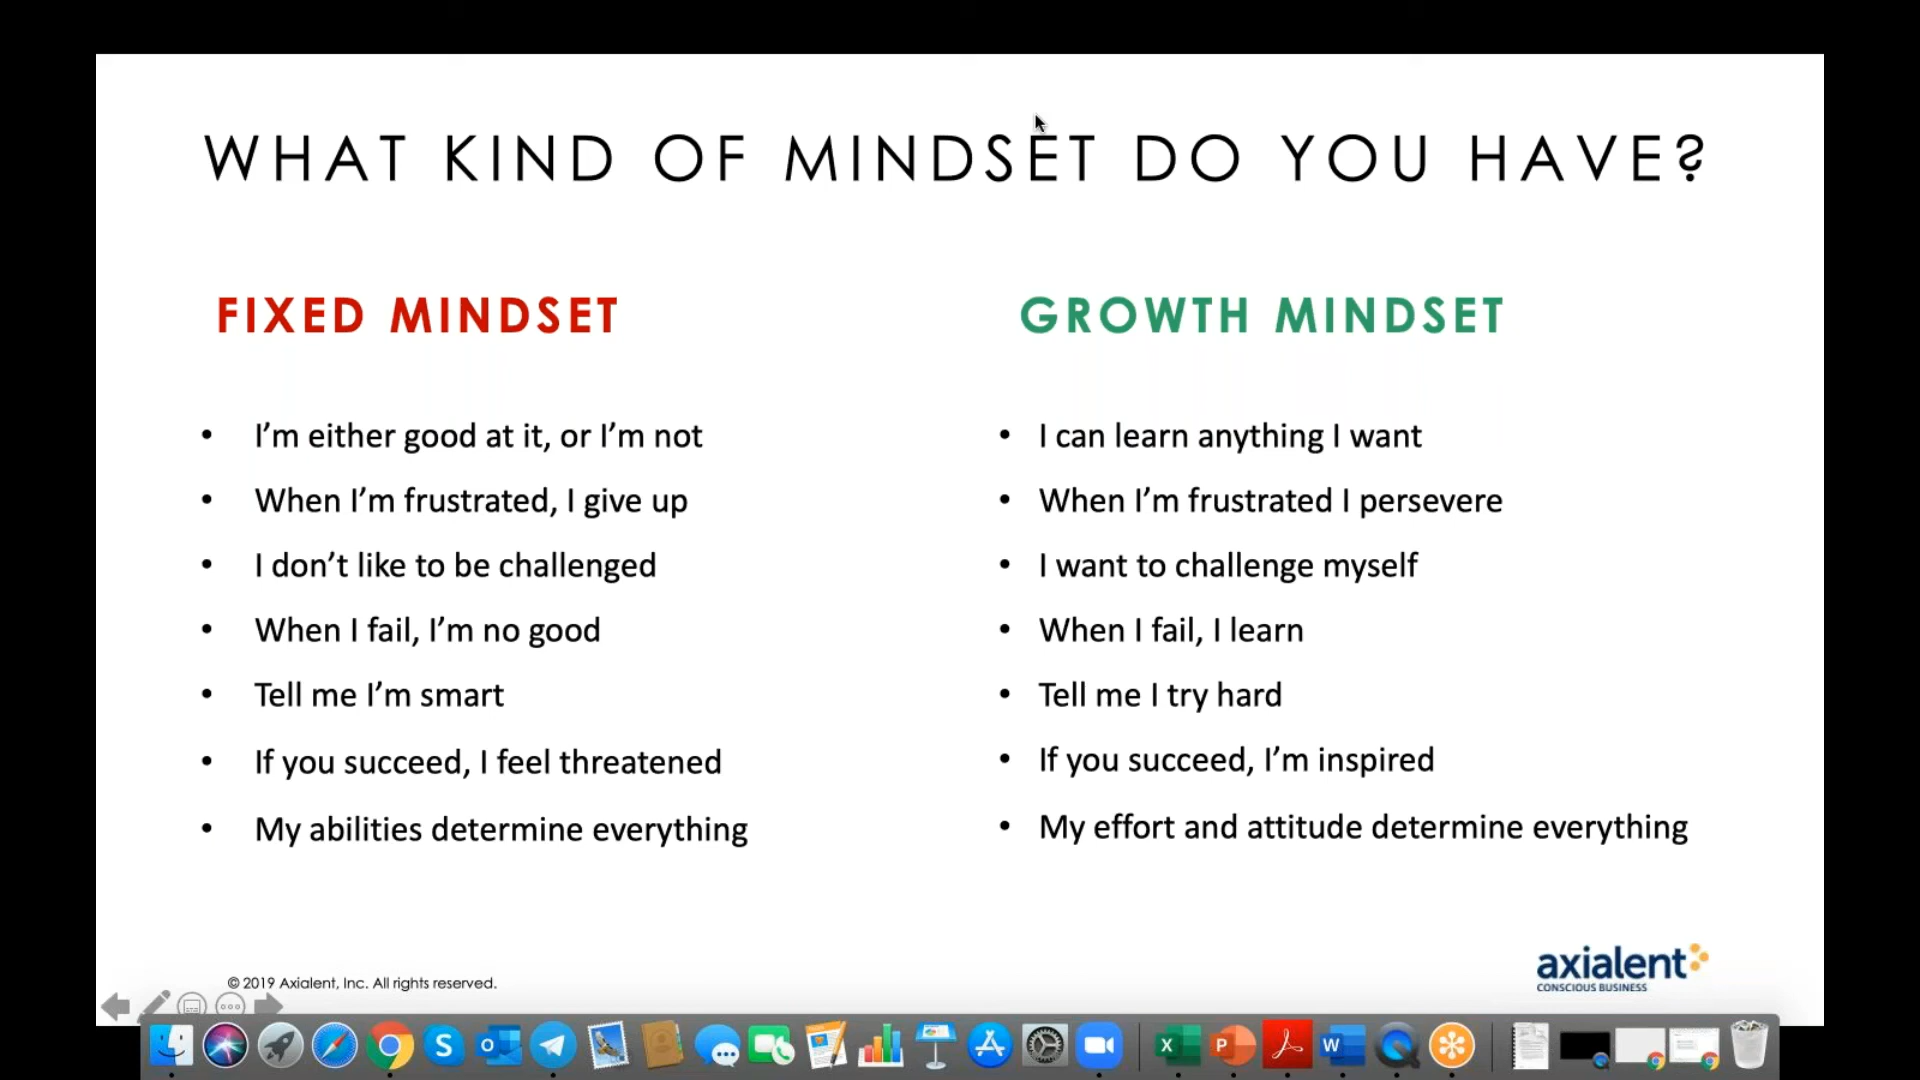 WHAT KIND OF MINDSET DO YOU HAVE?
FIXED MINDSET
• I’m either good at it, or I’m not
• When I’m frustrated, I give up
• I don’t like to be challenged
• When I fail, I’m no good
• Tell me I’m smart
• If you succeed, I feel threatened
• My abilities determine everything
GROWTH MINDSET
• I can learn anything I want
• When I’m frustrated I persevere
• I want to challenge myself
• When I fail, I learn
• Tell me I try hard
• If you succeed, I’m inspired
• My effort and attitude determine everything
© 2019 Axialent, Inc. All rights reserved.
axialent
CONSCIOUS BUSINESS